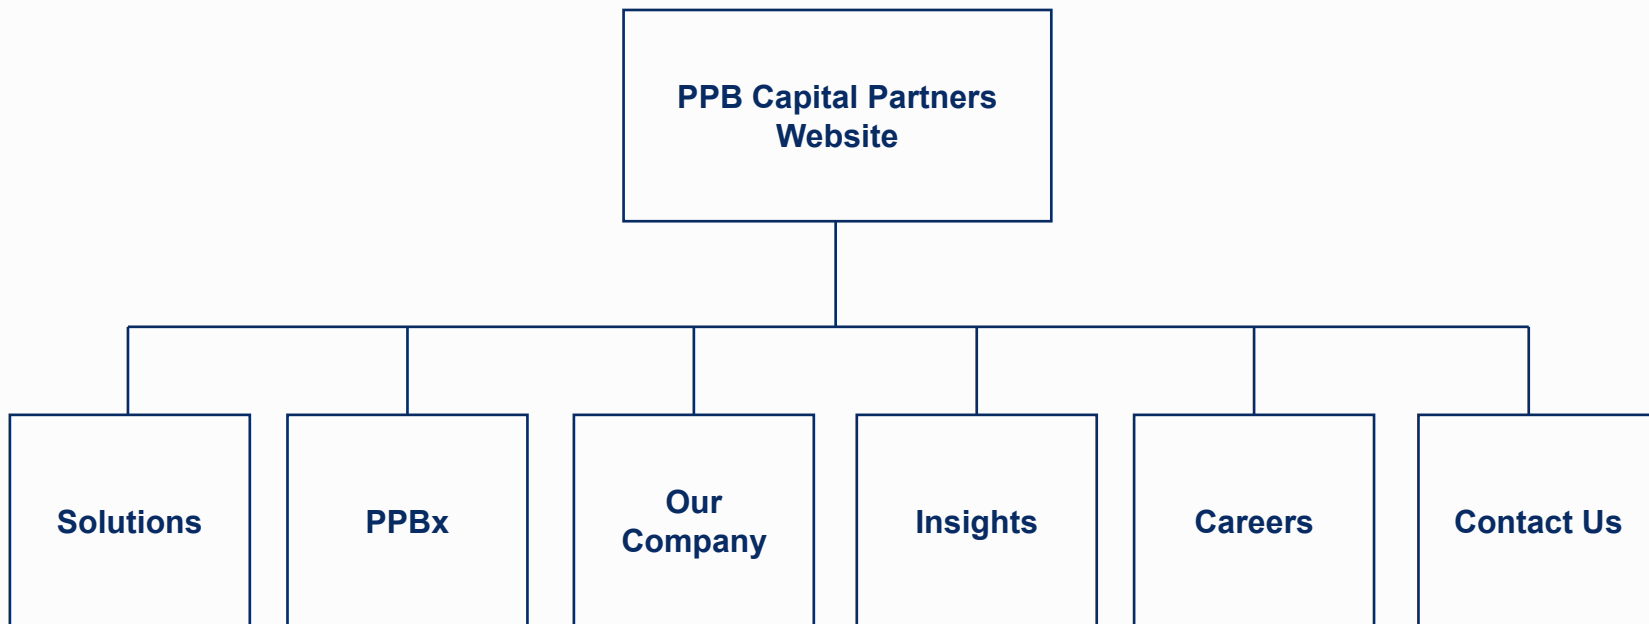 PPB Capital Partners
Website
Solutions
PPBx
Our
Company
Insights
Careers
Contact Us